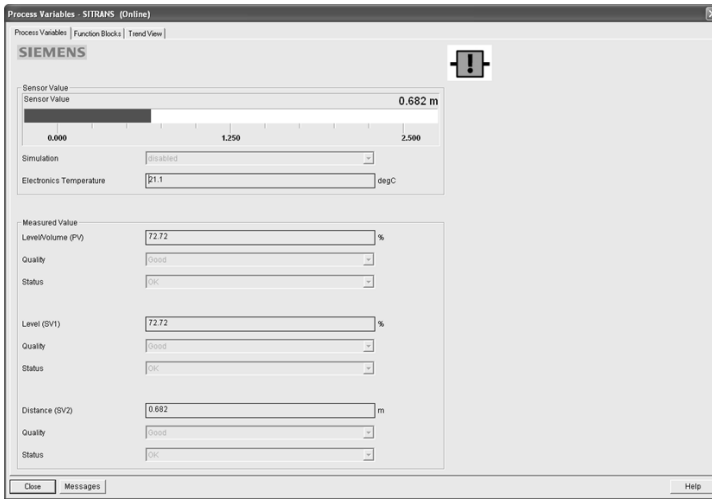 Process Variables - SITRANS (Online)
Process Variables Function Blocks Trend View
SIEMENS
Sensor Value
Sensor Value 0.682 m
0.000 1.250 2.500
Simulation disabled
Electronics Temperature 21.1 degC
Measured Value
Level/Volume (PV) 72.72 %
Quality Good
Status OK
Level (SV1) 72.72 %
Quality Good
Status OK
Distance (SV2) 0.682 m
Quality Good
Status OK
Close Messages Help